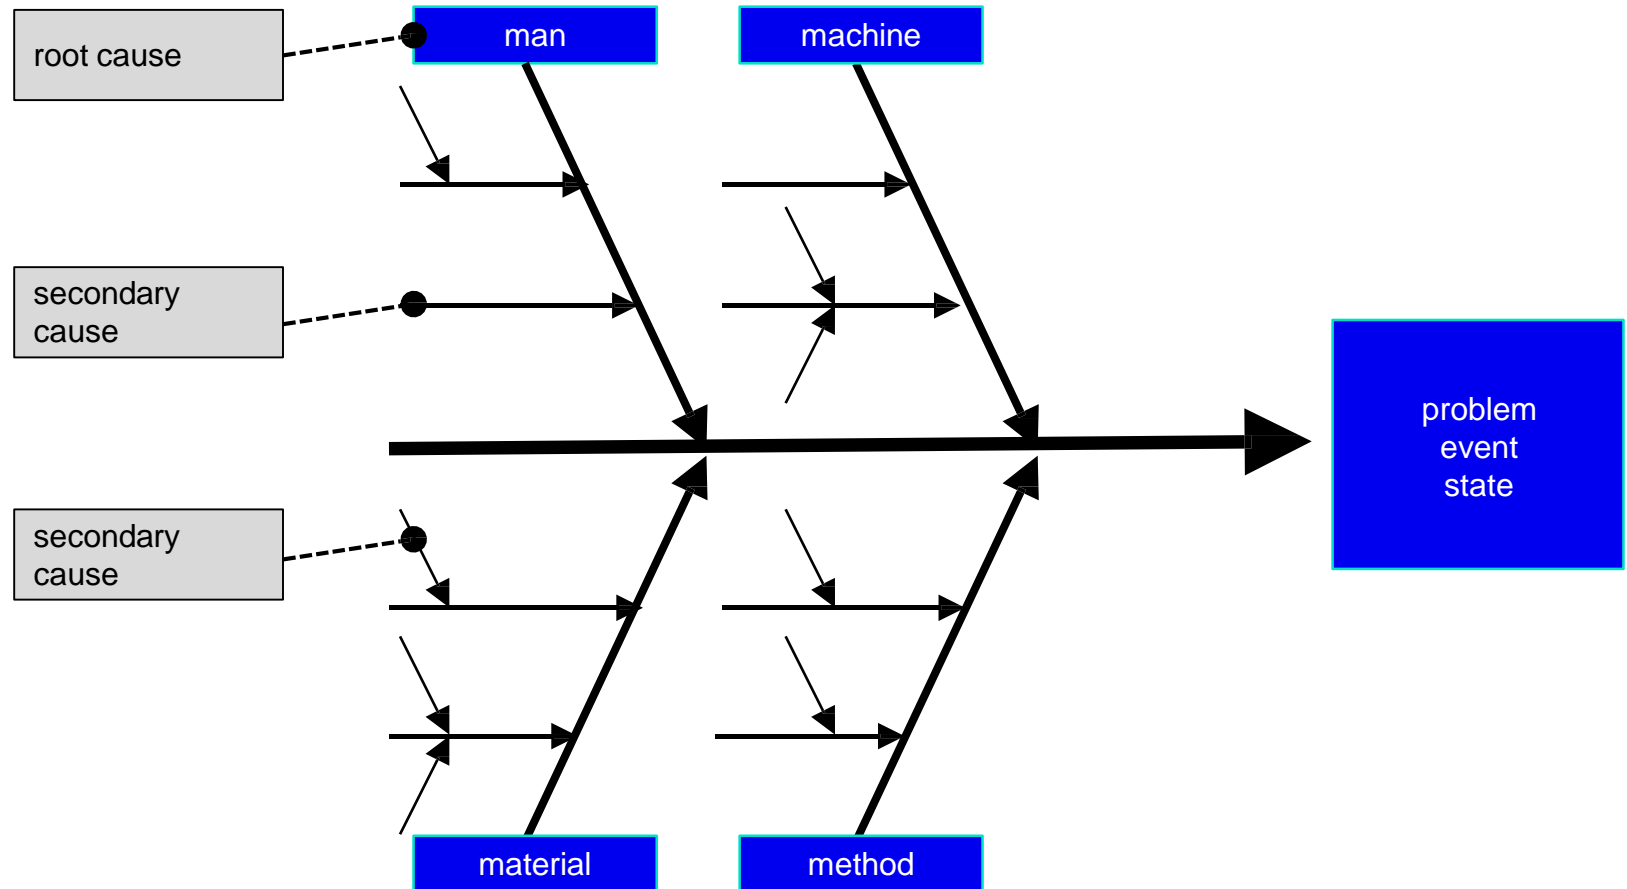 root cause
man
machine
secondary
cause
problem
event
state
secondary
cause
material
method